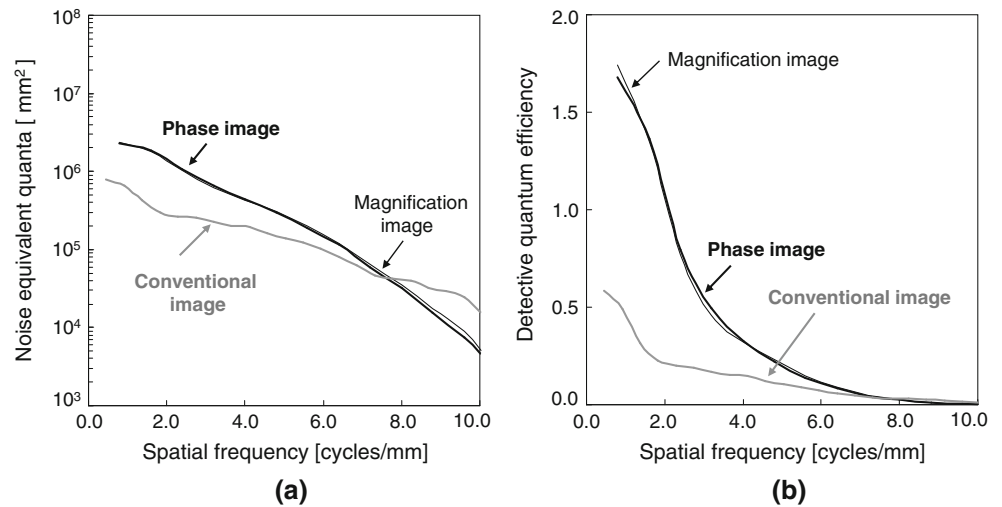 Noise equivalent quanta [ mm²]
10⁸
10⁷
10⁶
10⁵
10⁴
10³
Phase image
Magnification
image
Conventional
image
0.0 2.0 4.0 6.0 8.0 10.0
Spatial frequency [cycles/mm]
(a)
Detective quantum efficiency
2.0
1.5
1.0
0.5
0.0
Magnification image
Phase image
Conventional image
0.0 2.0 4.0 6.0 8.0 10.0
Spatial frequency [cycles/mm]
(b)